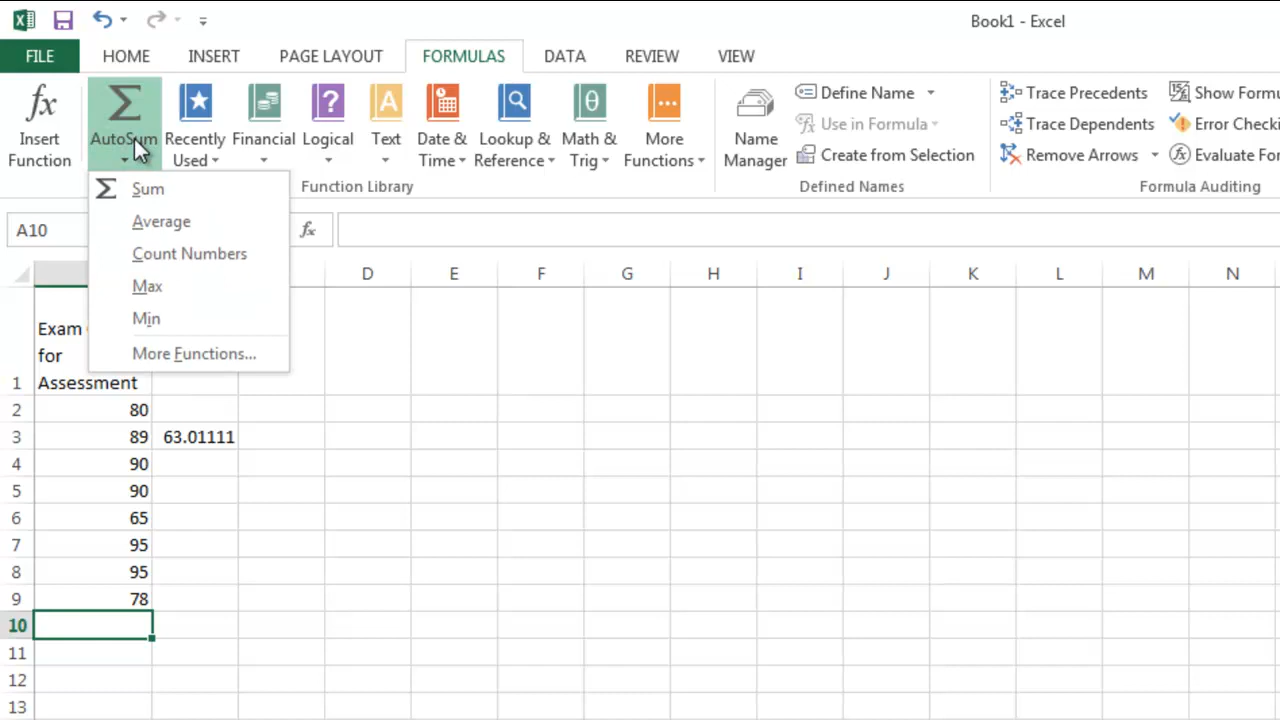 Book1 - Excel
FILE HOME INSERT PAGE LAYOUT FORMULAS DATA REVIEW VIEW
fx Insert Function
Σ AutoSum
Recently Used
Financial
Logical
Text
Date & Time
Lookup & Reference
Math & Trig
More Functions
Name Manager
Define Name
Use in Formula
Create from Selection
Trace Precedents
Trace Dependents
Remove Arrows
Show Formu
Error Checki
Evaluate For
Function Library
Defined Names
Formula Auditing
Σ Sum
Average
Count Numbers
Max
Min
More Functions...
A10
fx
D E F G H I J K L M N
Exam
for
1 Assessment
2 80
3 89 63.01111
4 90
5 90
6 65
7 95
8 95
9 78
10
11
12
13